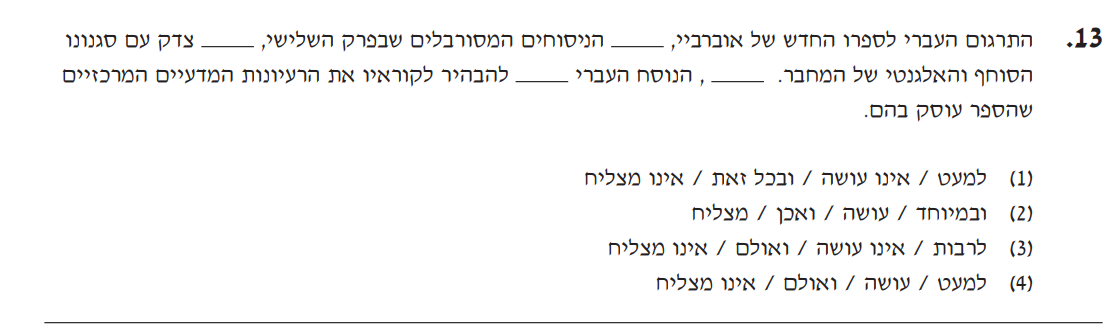 13. התרגום העברי לספרו החדש של אוברביי, _____ הניסוחים המסורבלים שבפרק השלישי, _____ צדק עם סגנונו
הסוחף והאלגנטי של המחבר. _____ , הנוסח העברי _____ להבהיר לקוראיו את הרעיונות המדעיים המרכזיים
שהספר עוסק בהם.
(1) למעט / אינו עושה / ובכל זאת / אינו מצליח
(2) ובמיוחד / עושה / ואכן / מצליח
(3) לרבות / אינו עושה / ואולם / אינו מצליח
(4) למעט / עושה / ואולם / אינו מצליח